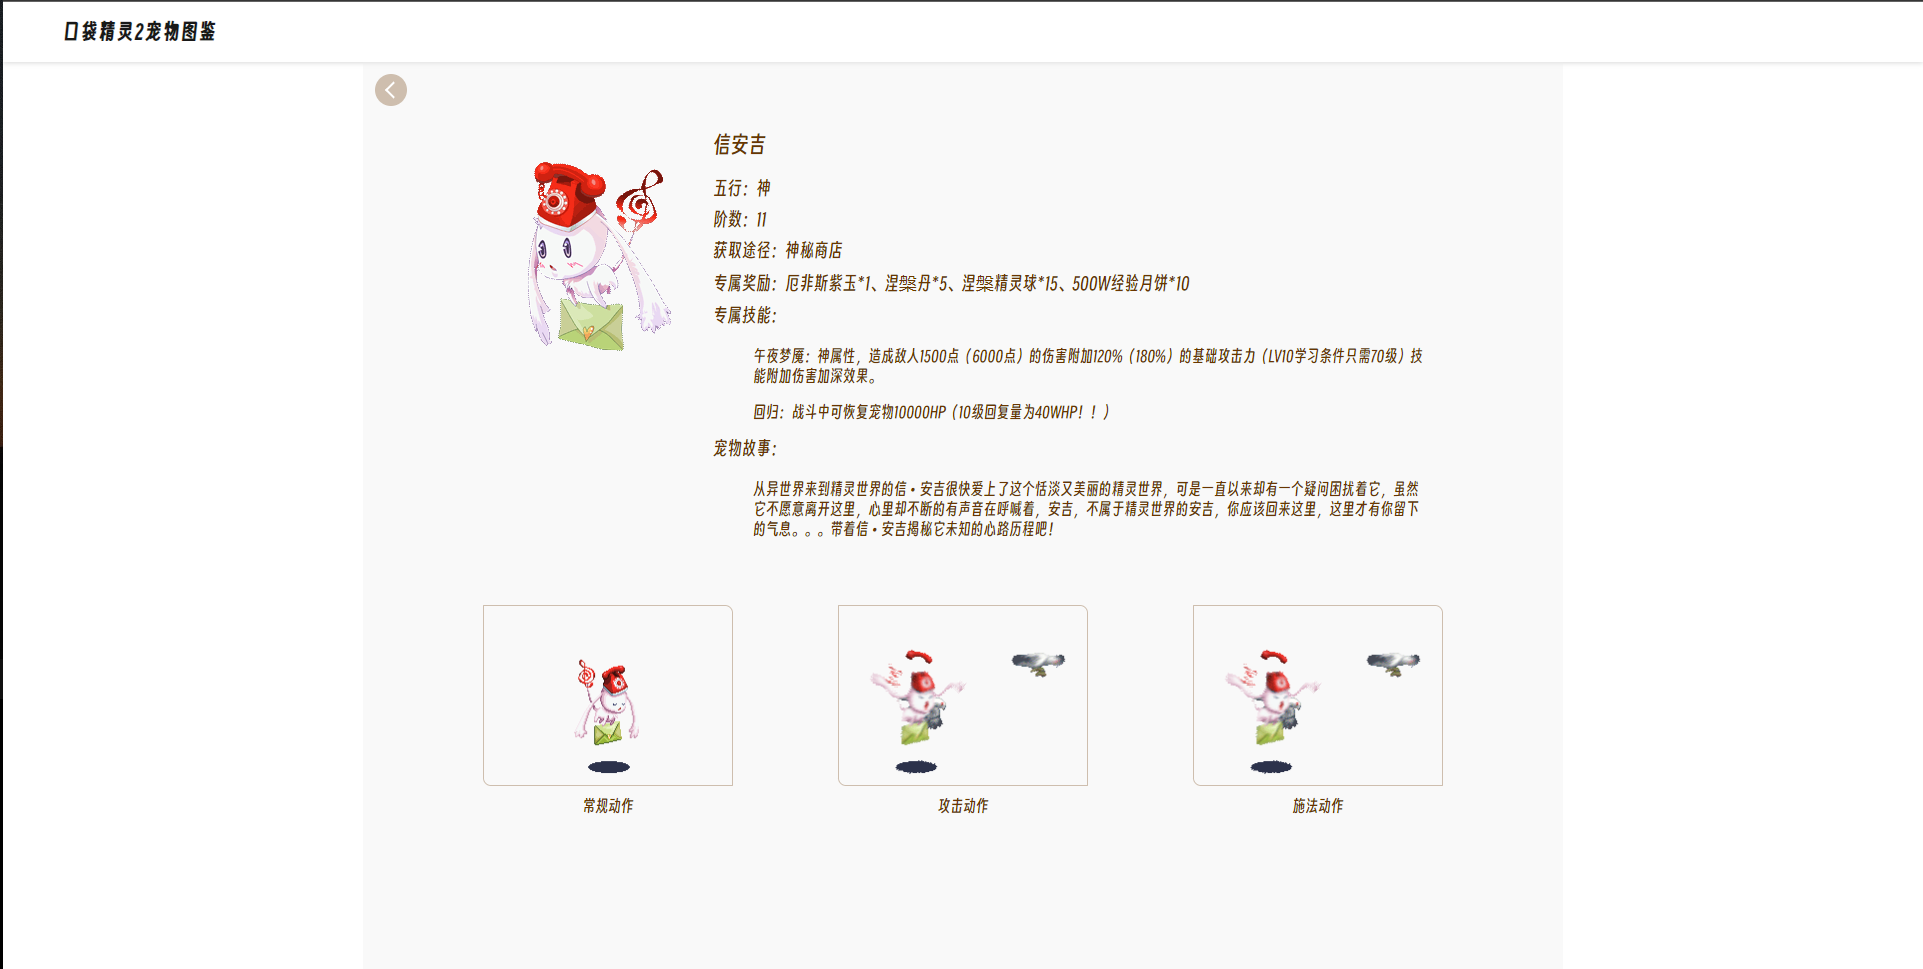 口袋精灵2宠物图鉴
信安吉
五行：神
阶数：11
获取途径：神秘商店
专属奖励：厄非斯紫玉*1、涅槃丹*5、涅槃精灵球*15、500W经验月饼*10
专属技能：
午夜梦魇：神属性，造成敌人1500点（6000点）的伤害附加120%（180%）的基础攻击力（LV10学习条件只需70级）技
能附加伤害加深效果。
回归：战斗中可恢复宠物10000HP（10级回复量为40WHP！！）
宠物故事：
从异世界来到精灵世界的信·安吉很快爱上了这个恬淡又美丽的精灵世界，可是一直以来却有一个疑问困扰着它，虽然
它不愿意离开这里，心里却不断的有声音在呼喊着，安吉，不属于精灵世界的安吉，你应该回来这里，这里才有你留下
的气息。。。带着信·安吉揭秘它未知的心路历程吧！
常规动作
攻击动作
施法动作